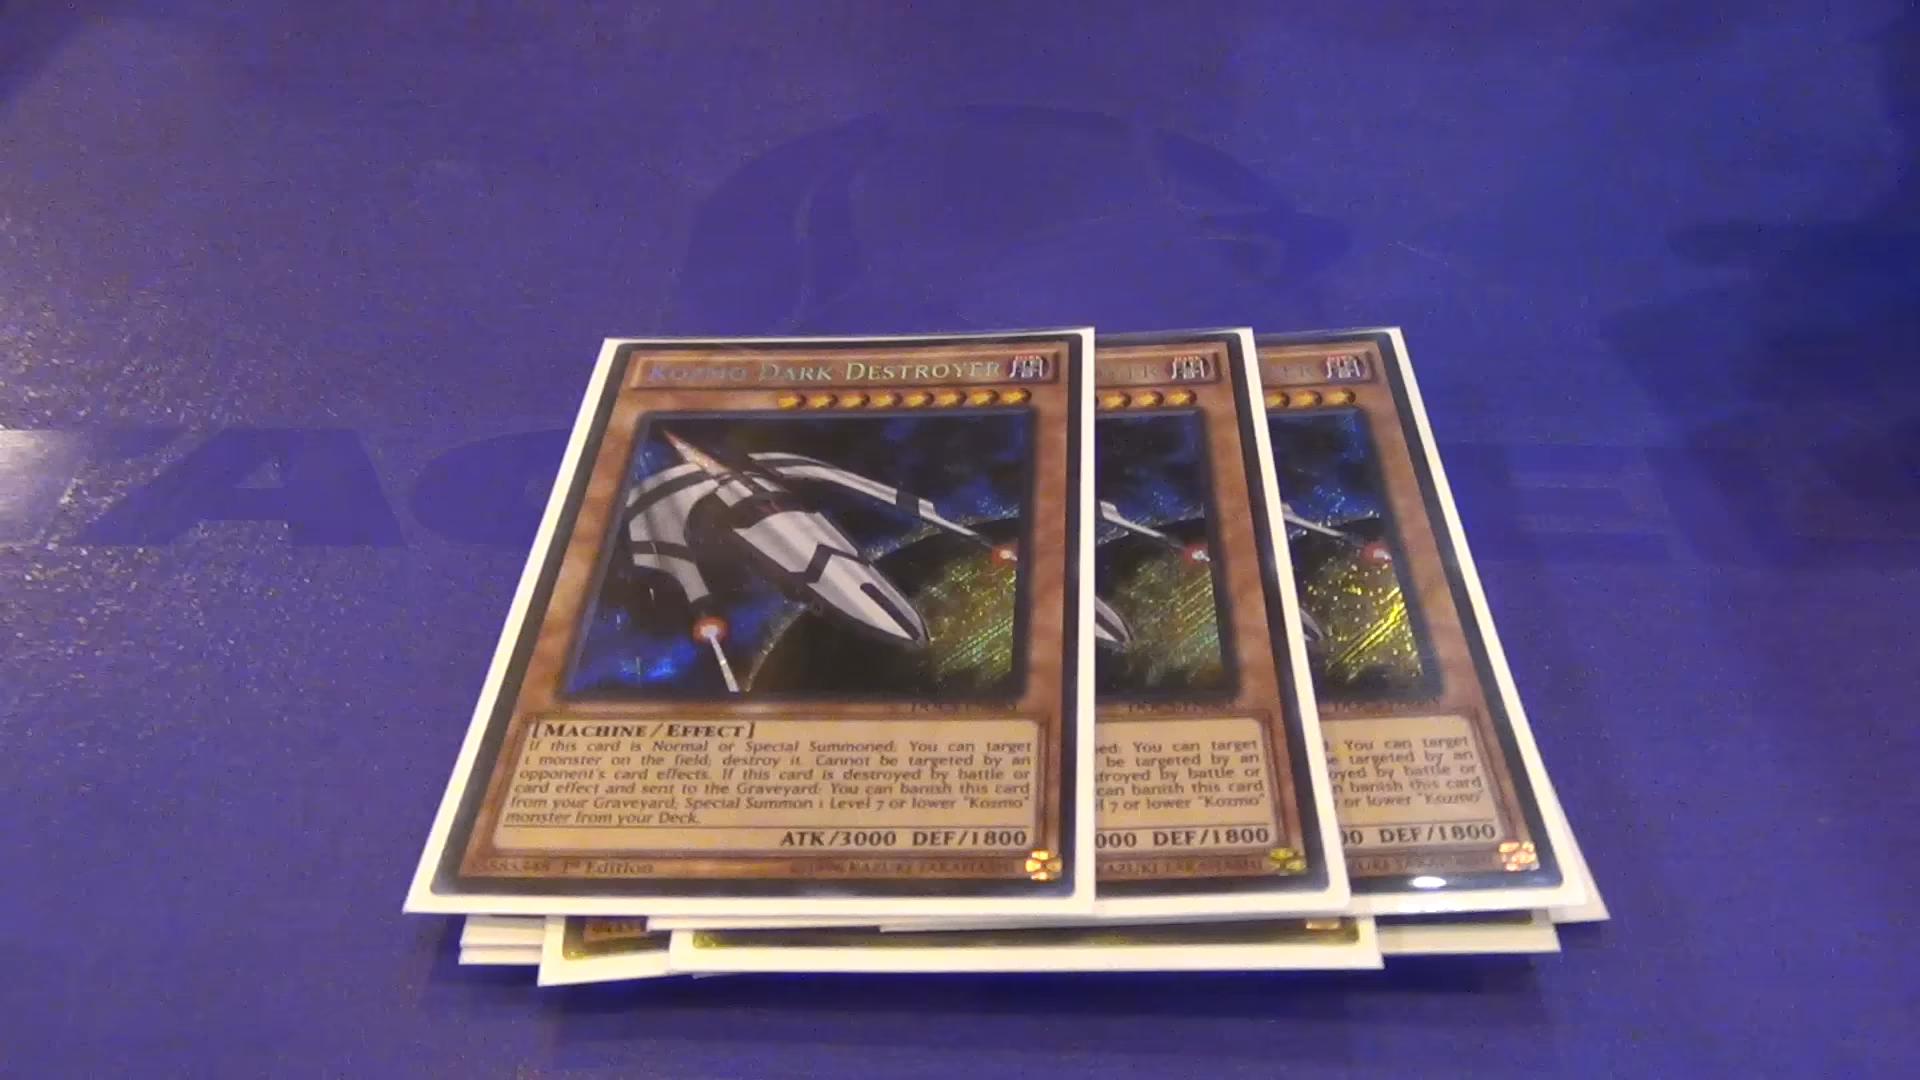 KOZMO DARK DESTROYER
[MACHINE/EFFECT]
If this card is Normal or Special Summoned: You can target
1 monster on the field; destroy it. Cannot be targeted by an
opponent's card effects. If this card is destroyed by battle or
card effect and sent to the Graveyard: You can banish this card
from your Graveyard; Special Summon 1 Level 7 or lower "Kozmo"
monster from your Deck.
ATK/3000 DEF/1800
1st Edition
KAZUKI TAKAHASHI
You can target
be targeted by an
by battle or
can banish this card
7 or lower "Kozmo"
000 DEF/1800
You can target
be targeted by an
by battle or
banish this card
or lower "Kozmo"
DEF/1800